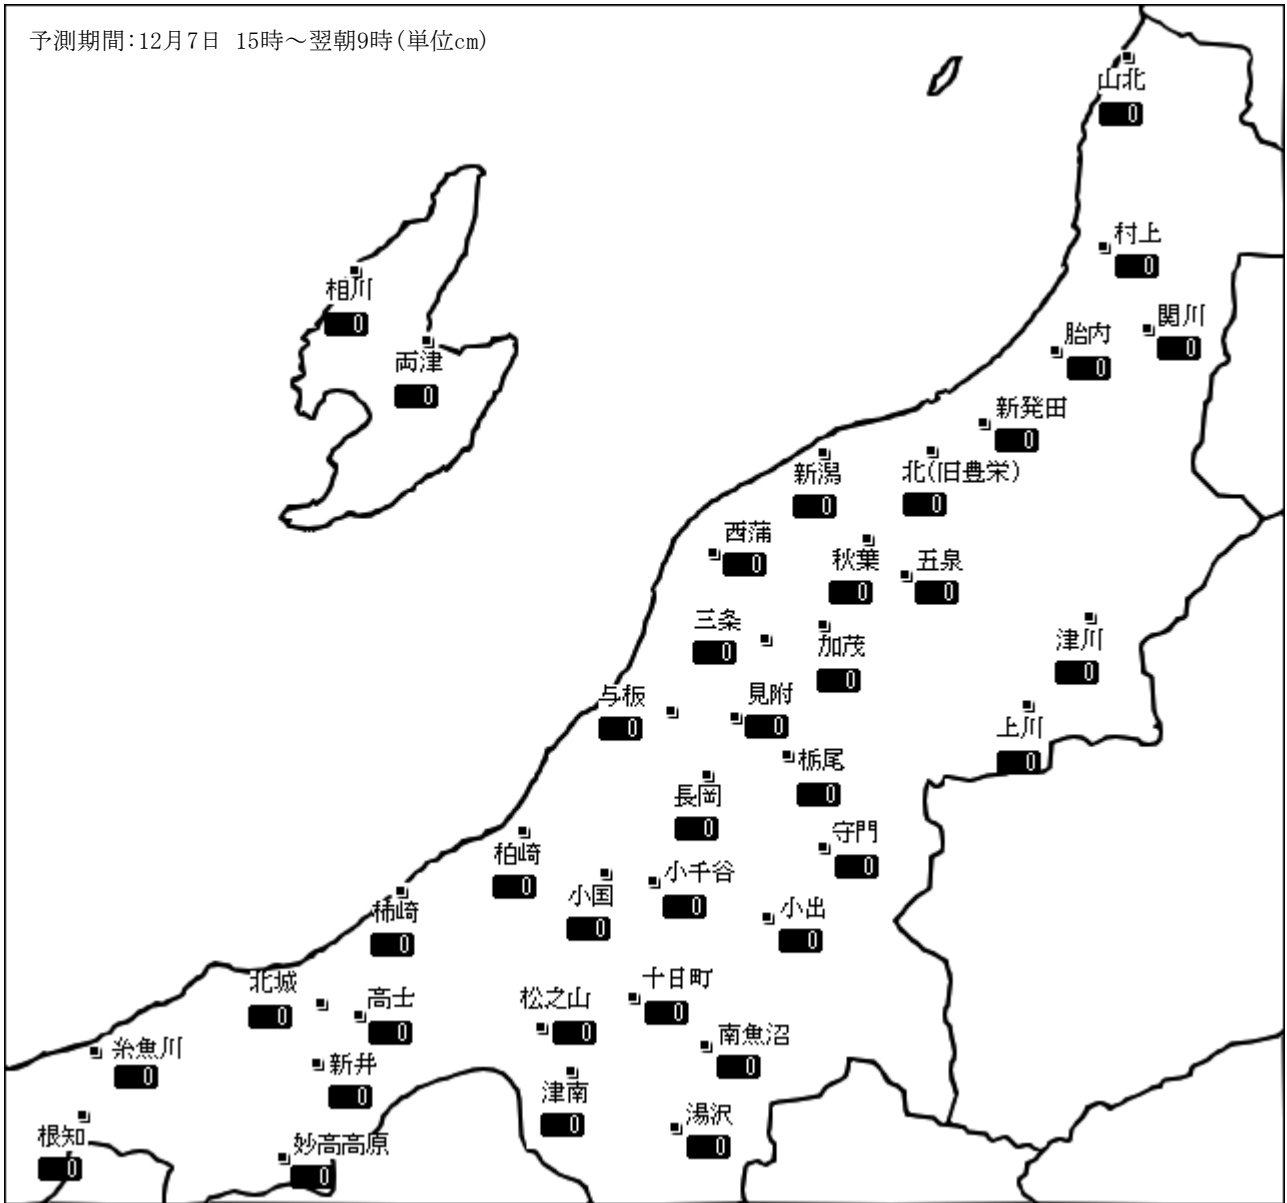 予測期間:12月7日 15時～翌朝9時(単位cm)
山北
0
村上
0
相川
0
関川
0
胎内
0
両津
0
新発田
0
新潟
0
北(旧豊栄)
0
西蒲
0
秋葉
0
五泉
0
三条
0
加茂
0
津川
0
与板
0
見附
0
上川
0
栃尾
0
長岡
0
守門
0
柏崎
0
小国
0
小千谷
0
小出
0
柿崎
0
北城
0
高士
0
松之山
0
十日町
0
糸魚川
0
新井
0
南魚沼
0
津南
0
湯沢
0
根知
0
妙高高原
0